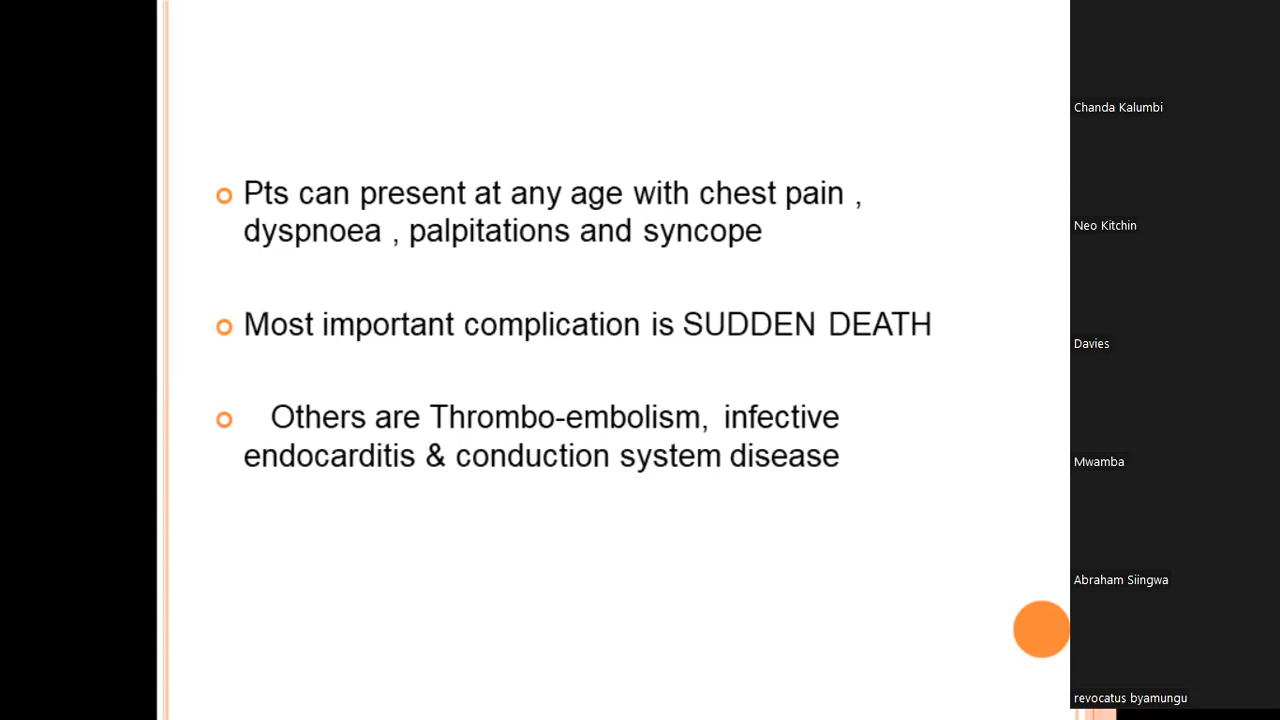 Pts can present at any age with chest pain ,
dyspnoea , palpitations and syncope
Most important complication is SUDDEN DEATH
Others are Thrombo-embolism, infective
endocarditis & conduction system disease
Chanda Kalumbi
Neo Kitchin
Davies
Mwamba
Abraham Siingwa
revocatus byamungu